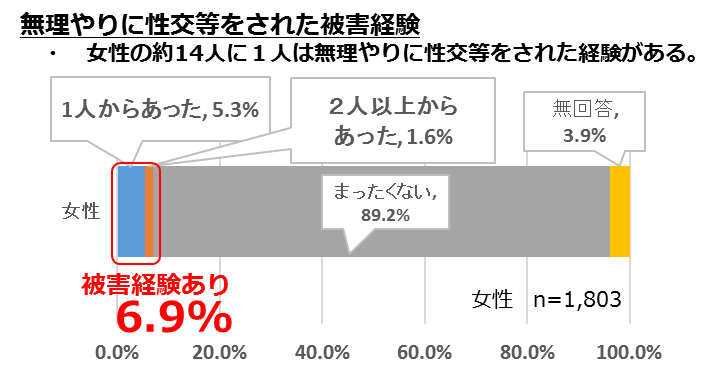 無理やりに性交等をされた被害経験
・ 女性の約14人に１人は無理やりに性交等をされた経験がある。
1人からあった, 5.3%
２人以上から
あった, 1.6%
無回答,
3.9%
女性
まったくない,
89.2%
被害経験あり
6.9%
女性 n=1,803
0.0% 20.0% 40.0% 60.0% 80.0% 100.0%